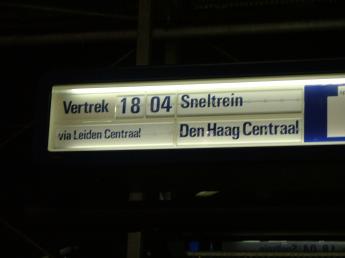 Vertrek 18 04 Sneltrein
via Leiden Centraal Den Haag Centraal